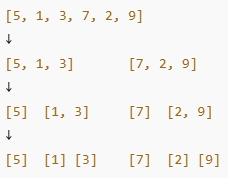 [5, 1, 3, 7, 2, 9]
↓
[5, 1, 3] [7, 2, 9]
↓
[5] [1, 3] [7] [2, 9]
↓
[5] [1] [3] [7] [2] [9]